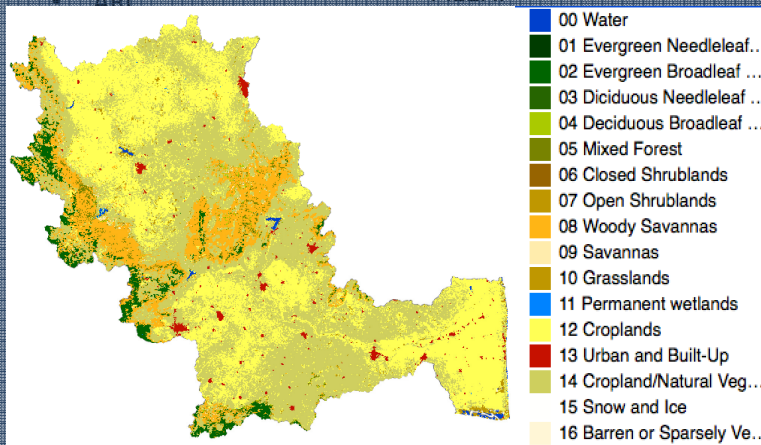 00 Water
01 Evergreen Needleleaf...
02 Evergreen Broadleaf ...
03 Diciduous Needleleaf ...
04 Deciduous Broadleaf ...
05 Mixed Forest
06 Closed Shrublands
07 Open Shrublands
08 Woody Savannas
09 Savannas
10 Grasslands
11 Permanent wetlands
12 Croplands
13 Urban and Built-Up
14 Cropland/Natural Veg...
15 Snow and Ice
16 Barren or Sparsely Ve...